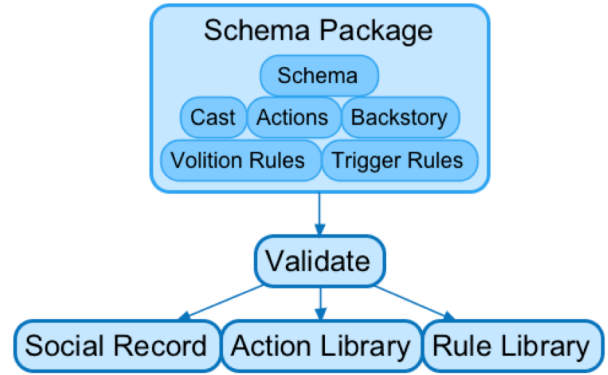 Schema Package
Schema
Cast Actions Backstory
Volition Rules Trigger Rules
Validate
Social Record Action Library Rule Library